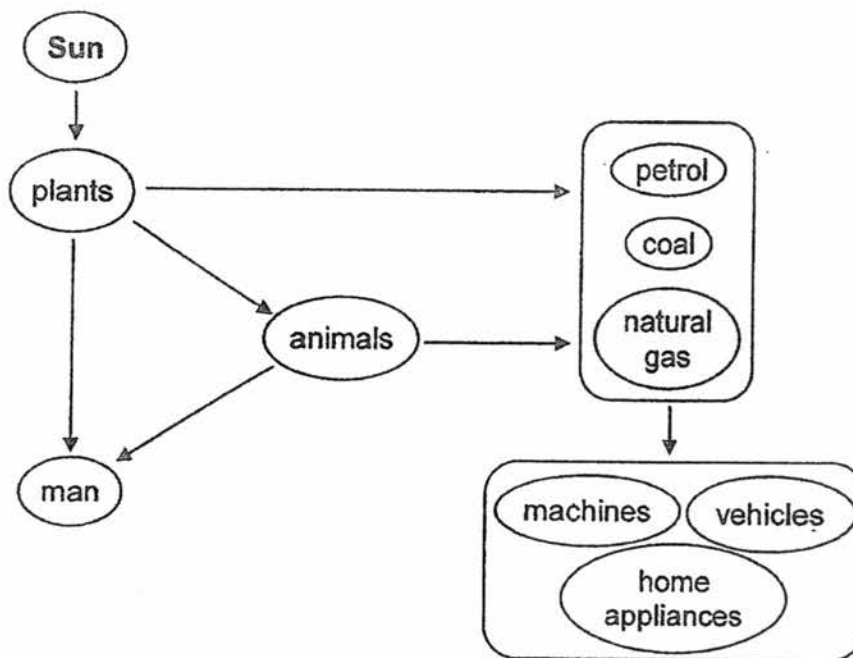 Sun
plants
petrol
coal
natural
gas
animals
man
machines
vehicles
home
appliances